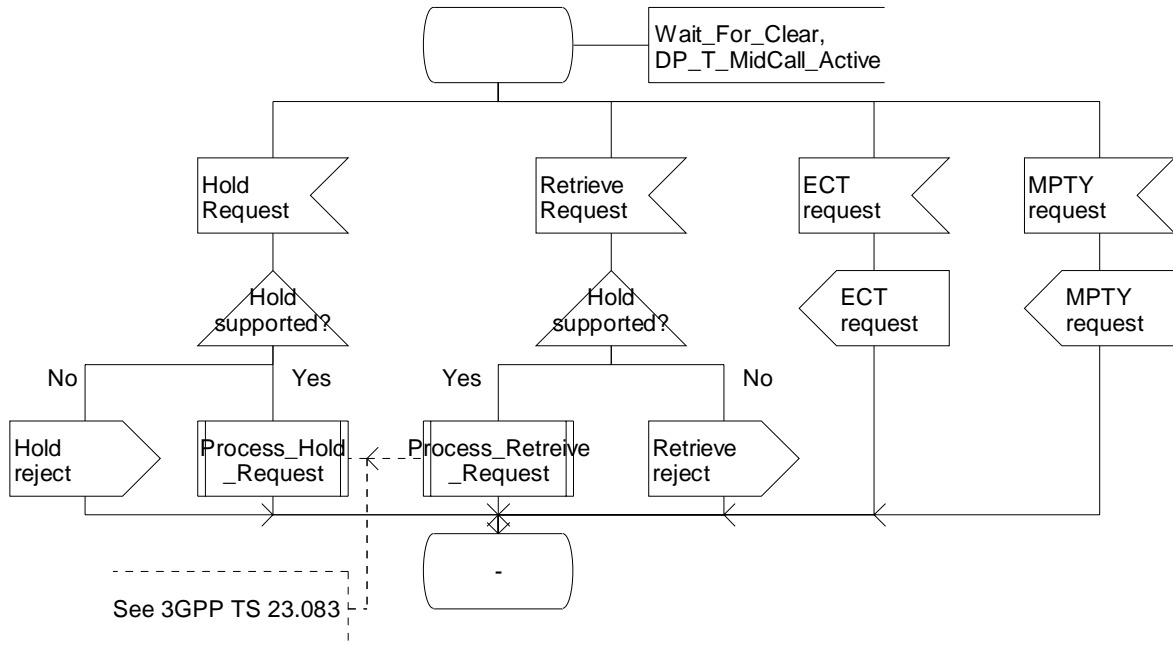 Wait_For_Clear,
DP_T_MidCall_Active
Hold
Request
Retrieve
Request
ECT
request
MPTY
request
Hold
supported?
Hold
supported?
ECT
request
MPTY
request
No
Yes
Yes
No
Hold
reject
Process_Hold
_Request
Process_Retreive
_Request
Retrieve
reject
-
See 3GPP TS 23.083